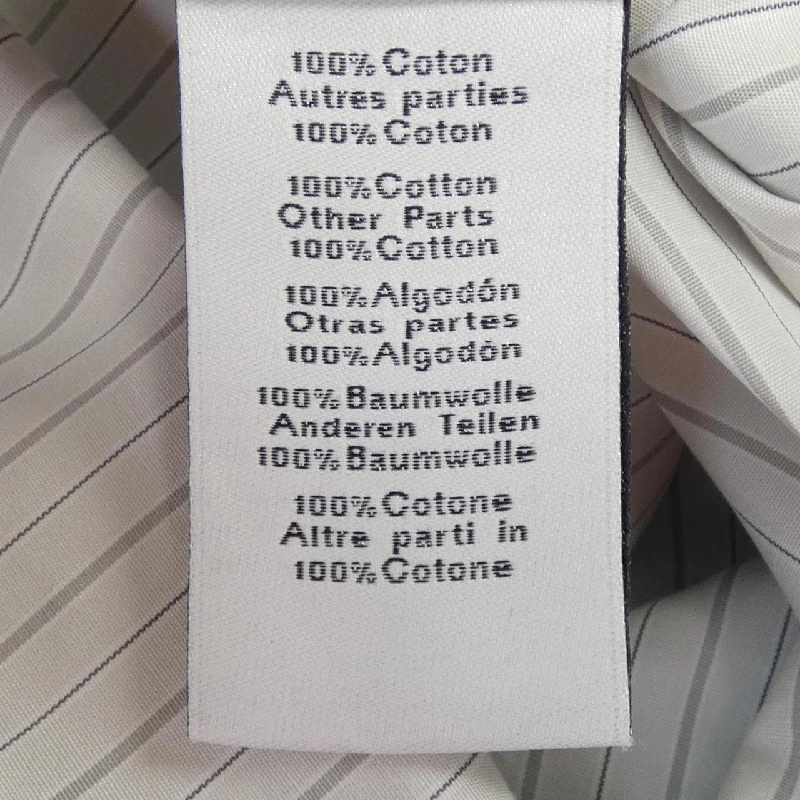 100% Coton
Autres parties
100% Coton
100% Cotton
Other Parts
100% Cotton
100% Algodón
Otras partes
100% Algodón
100% Baumwolle
Anderen Teilen
100% Baumwolle
100% Cotone
Altre parti in
100% Cotone